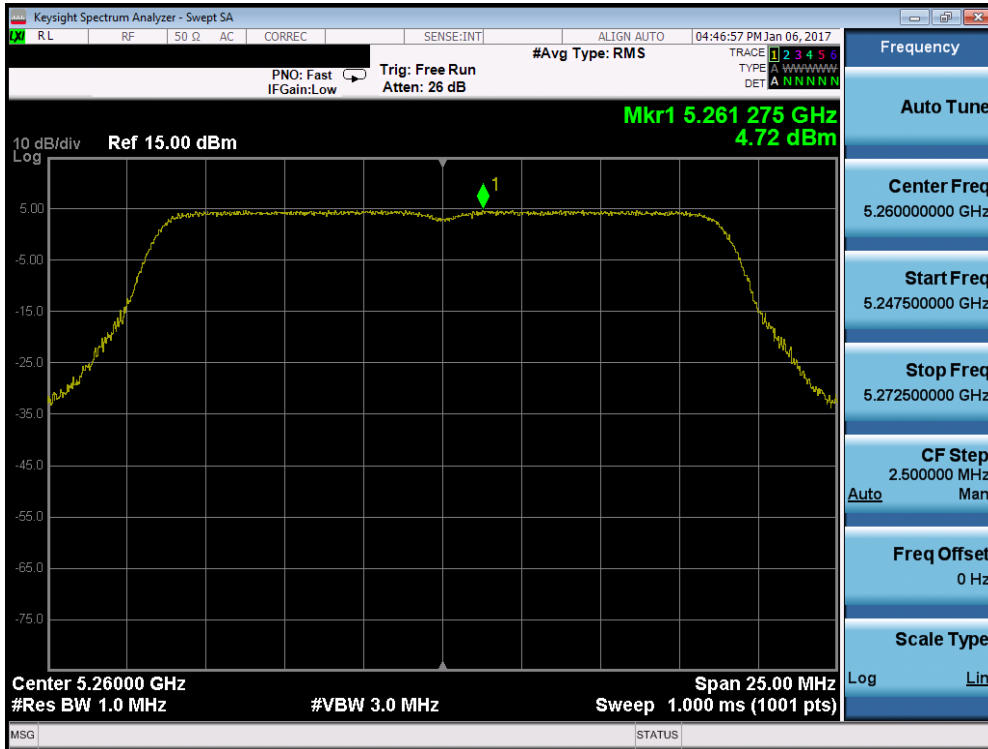 Keysight Spectrum Analyzer - Swept SA
LXI RL RF 50 Ω AC CORREC SENSE:INT ALIGN AUTO 04:46:57 PM Jan 06, 2017
#Avg Type: RMS TRACE 1 2 3 4 5 6
PNO: Fast Trig: Free Run TYPE A WWWWW
IFGain:Low Atten: 26 dB DET A N N N N N
Mkr1 5.261 275 GHz
10 dB/div Ref 15.00 dBm 4.72 dBm
Log
1
5.00
-5.00
-15.0
-25.0
-35.0
-45.0
-55.0
-65.0
-75.0
Center 5.26000 GHz Span 25.00 MHz
#Res BW 1.0 MHz #VBW 3.0 MHz Sweep 1.000 ms (1001 pts)
MSG STATUS
Frequency
Auto Tune
Center Freq
5.260000000 GHz
Start Freq
5.247500000 GHz
Stop Freq
5.272500000 GHz
CF Step
2.500000 MHz
Auto Man
Freq Offset
0 Hz
Scale Type
Log Lin